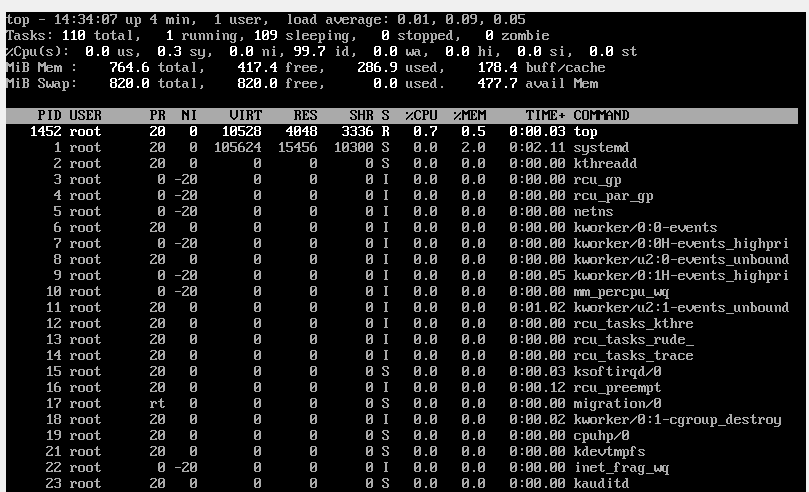 top - 14:34:07 up 4 min,  1 user,  load average: 0.01, 0.09, 0.05
Tasks: 110 total,   1 running, 109 sleeping,   0 stopped,   0 zombie
%Cpu(s):  0.0 us,  0.3 sy,  0.0 ni, 99.7 id,  0.0 wa,  0.0 hi,  0.0 si,  0.0 st
MiB Mem :    764.6 total,    417.4 free,    286.9 used,    178.4 buff/cache
MiB Swap:    820.0 total,    820.0 free,      0.0 used.    477.7 avail Mem
PID USER      PR  NI    VIRT    RES    SHR S  %CPU  %MEM     TIME+ COMMAND
1452 root      20   0   10528   4048   3336 R   0.7   0.5   0:00.03 top
1 root      20   0  105624  15456  10300 S   0.0   2.0   0:02.11 systemd
2 root      20   0       0      0      0 S   0.0   0.0   0:00.00 kthreadd
3 root       0 -20       0      0      0 I   0.0   0.0   0:00.00 rcu_gp
4 root       0 -20       0      0      0 I   0.0   0.0   0:00.00 rcu_par_gp
5 root       0 -20       0      0      0 I   0.0   0.0   0:00.00 netns
6 root      20   0       0      0      0 I   0.0   0.0   0:00.00 kworker/0:0-events
7 root       0 -20       0      0      0 I   0.0   0.0   0:00.00 kworker/0:0H-events_highpri
8 root      20   0       0      0      0 I   0.0   0.0   0:00.00 kworker/u2:0-events_unbound
9 root       0 -20       0      0      0 I   0.0   0.0   0:00.05 kworker/0:1H-events_highpri
10 root       0 -20       0      0      0 I   0.0   0.0   0:00.00 mm_percpu_wq
11 root      20   0       0      0      0 I   0.0   0.0   0:01.02 kworker/u2:1-events_unbound
12 root      20   0       0      0      0 I   0.0   0.0   0:00.00 rcu_tasks_kthre
13 root      20   0       0      0      0 I   0.0   0.0   0:00.00 rcu_tasks_rude_
14 root      20   0       0      0      0 I   0.0   0.0   0:00.00 rcu_tasks_trace
15 root      20   0       0      0      0 S   0.0   0.0   0:00.03 ksoftirqd/0
16 root      20   0       0      0      0 I   0.0   0.0   0:00.12 rcu_preempt
17 root      rt   0       0      0      0 S   0.0   0.0   0:00.00 migration/0
18 root      20   0       0      0      0 I   0.0   0.0   0:00.02 kworker/0:1-cgroup_destroy
19 root      20   0       0      0      0 S   0.0   0.0   0:00.00 cpuhp/0
21 root      20   0       0      0      0 S   0.0   0.0   0:00.00 kdevtmpfs
22 root       0 -20       0      0      0 I   0.0   0.0   0:00.00 inet_frag_wq
23 root      20   0       0      0      0 S   0.0   0.0   0:00.00 kauditd